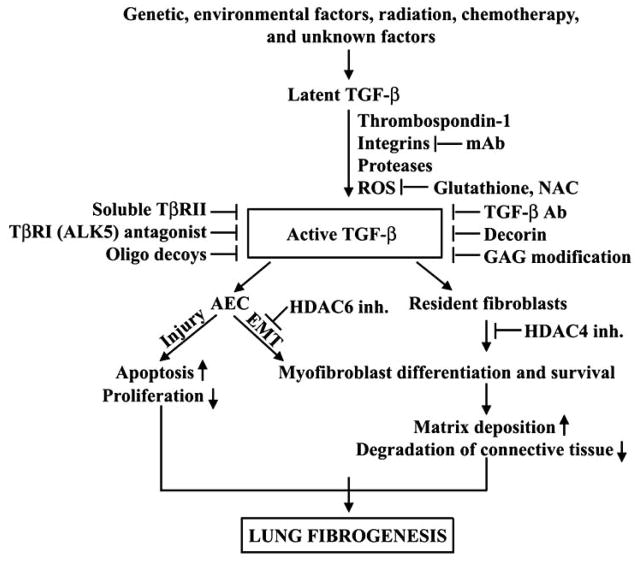 Genetic, environmental factors, radiation, chemotherapy,
and unknown factors
Latent TGF-β
Thrombospondin-1
Integrins mAb
Proteases
ROS Glutathione, NAC
Soluble TβRII
TβRI (ALK5) antagonist
Oligo decoys
Active TGF-β
TGF-β Ab
Decorin
GAG modification
AEC
Resident fibroblasts
Injury
EMT
HDAC6 inh.
HDAC4 inh.
Apoptosis
Proliferation
Myofibroblast differentiation and survival
Matrix deposition
Degradation of connective tissue
LUNG FIBROGENESIS